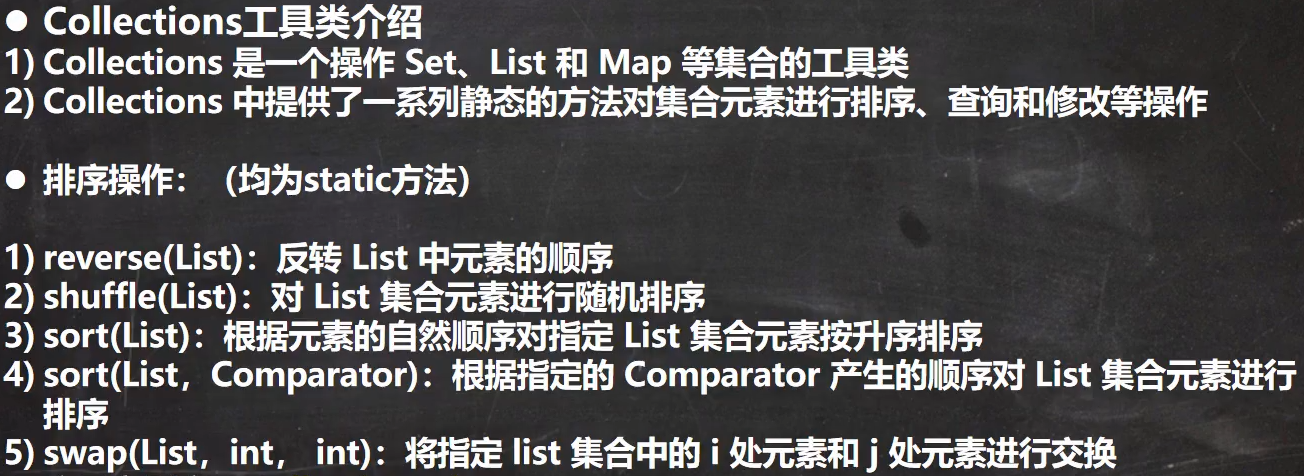 ● Collections工具类介绍
1) Collections 是一个操作 Set、List 和 Map 等集合的工具类
2) Collections 中提供了一系列静态的方法对集合元素进行排序、查询和修改等操作
● 排序操作：（均为static方法）
1) reverse(List)：反转 List 中元素的顺序
2) shuffle(List)：对 List 集合元素进行随机排序
3) sort(List)：根据元素的自然顺序对指定 List 集合元素按升序排序
4) sort(List，Comparator)：根据指定的 Comparator 产生的顺序对 List 集合元素进行
排序
5) swap(List，int， int)：将指定 list 集合中的 i 处元素和 j 处元素进行交换